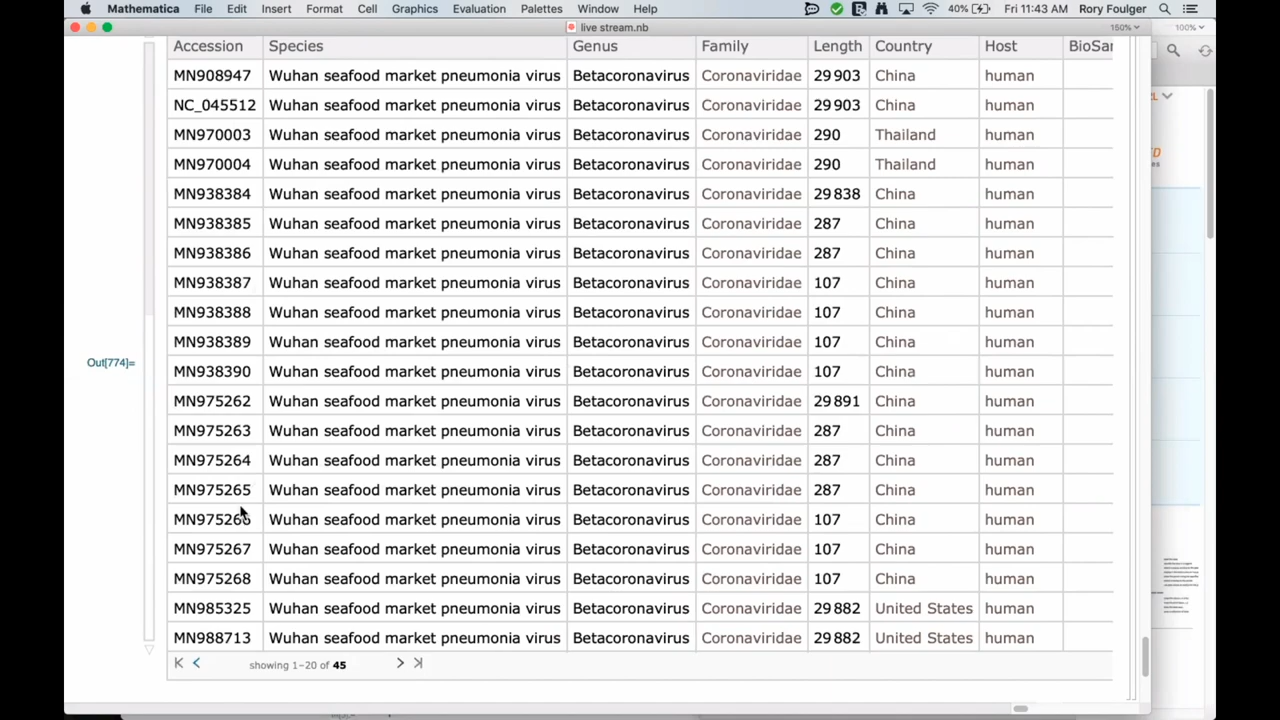 Mathematica File Edit Insert Format Cell Graphics Evaluation Palettes Window Help 40% Fri 11:43 AM Rory Foulger
live stream.nb 150% 100%
Accession Species Genus Family Length Country Host BioSar
MN908947 Wuhan seafood market pneumonia virus Betacoronavirus Coronaviridae 29903 China human
NC_045512 Wuhan seafood market pneumonia virus Betacoronavirus Coronaviridae 29903 China human
MN970003 Wuhan seafood market pneumonia virus Betacoronavirus Coronaviridae 290 Thailand human
MN970004 Wuhan seafood market pneumonia virus Betacoronavirus Coronaviridae 290 Thailand human
MN938384 Wuhan seafood market pneumonia virus Betacoronavirus Coronaviridae 29838 China human
MN938385 Wuhan seafood market pneumonia virus Betacoronavirus Coronaviridae 287 China human
MN938386 Wuhan seafood market pneumonia virus Betacoronavirus Coronaviridae 287 China human
MN938387 Wuhan seafood market pneumonia virus Betacoronavirus Coronaviridae 107 China human
MN938388 Wuhan seafood market pneumonia virus Betacoronavirus Coronaviridae 107 China human
MN938389 Wuhan seafood market pneumonia virus Betacoronavirus Coronaviridae 107 China human
Out[774]=
MN938390 Wuhan seafood market pneumonia virus Betacoronavirus Coronaviridae 107 China human
MN975262 Wuhan seafood market pneumonia virus Betacoronavirus Coronaviridae 29891 China human
MN975263 Wuhan seafood market pneumonia virus Betacoronavirus Coronaviridae 287 China human
MN975264 Wuhan seafood market pneumonia virus Betacoronavirus Coronaviridae 287 China human
MN975265 Wuhan seafood market pneumonia virus Betacoronavirus Coronaviridae 287 China human
MN975266 Wuhan seafood market pneumonia virus Betacoronavirus Coronaviridae 107 China human
MN975267 Wuhan seafood market pneumonia virus Betacoronavirus Coronaviridae 107 China human
MN975268 Wuhan seafood market pneumonia virus Betacoronavirus Coronaviridae 107 China human
MN985325 Wuhan seafood market pneumonia virus Betacoronavirus Coronaviridae 29882 United States human
MN988713 Wuhan seafood market pneumonia virus Betacoronavirus Coronaviridae 29882 United States human
showing 1–20 of 45